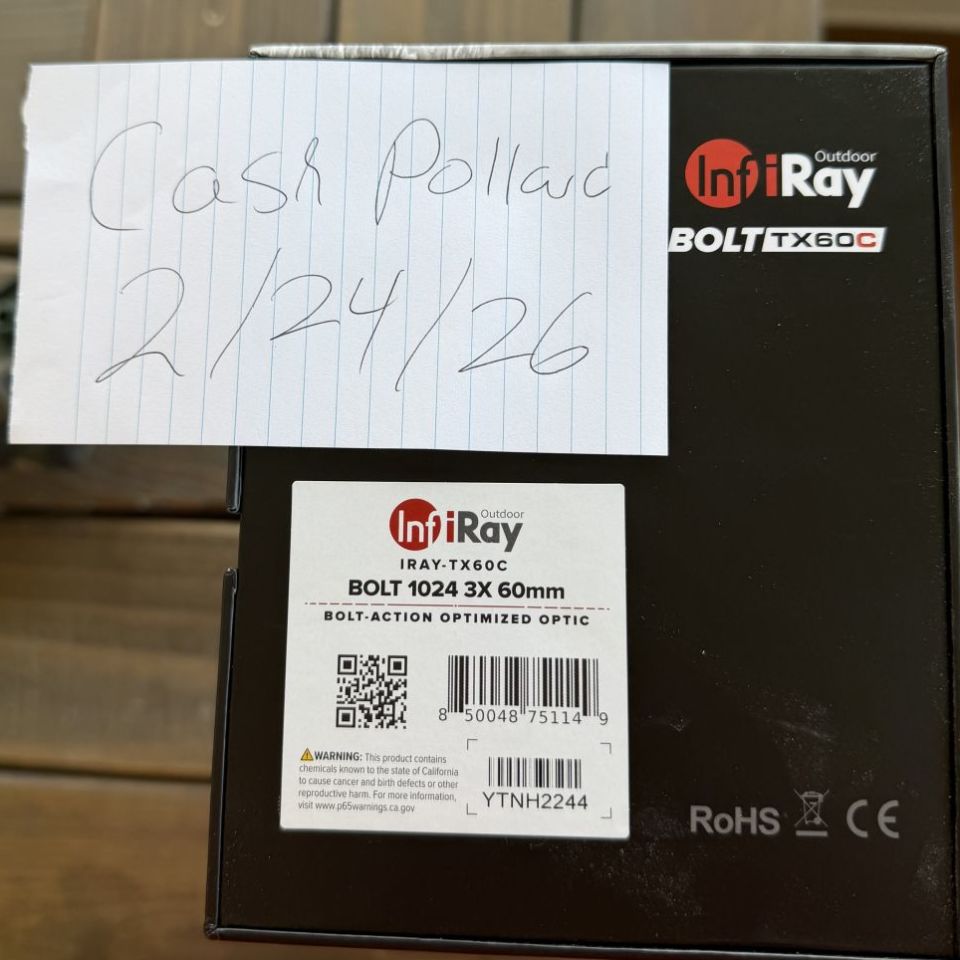 Cash Pollard
2/24/26
InfiRay Outdoor
BOLT TX60C
InfiRay Outdoor
IRAY-TX60C
BOLT 1024 3X 60mm
BOLT-ACTION OPTIMIZED OPTIC
8 50048 75114 9
⚠WARNING: This product contains
chemicals known to the state of California
to cause cancer and birth defects or other
reproductive harm. For more information,
visit www.p65warnings.ca.gov
YTNH2244
RoHS CE